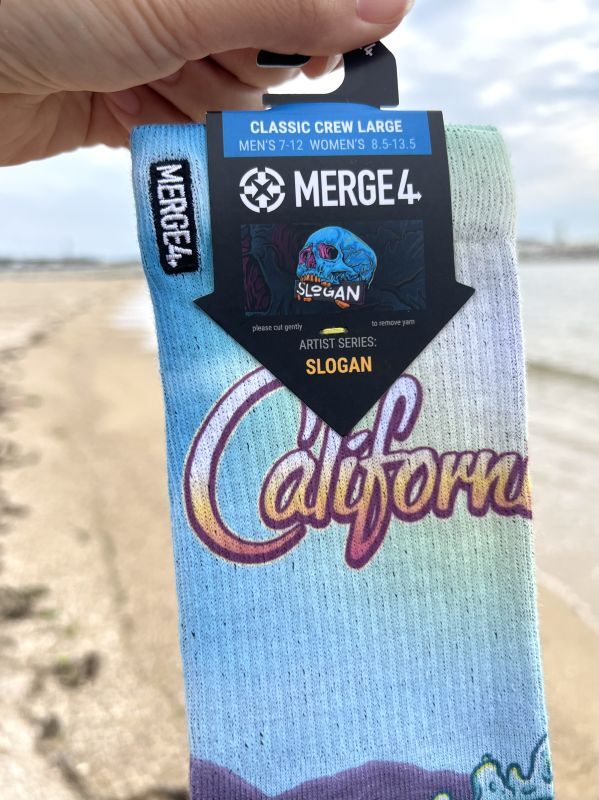 CLASSIC CREW LARGE
MEN'S 7-12 WOMEN'S 8.5-13.5
MERGE4
MERGE4
SLOGAN
please cut gently to remove yarn
ARTIST SERIES:
SLOGAN
Californ